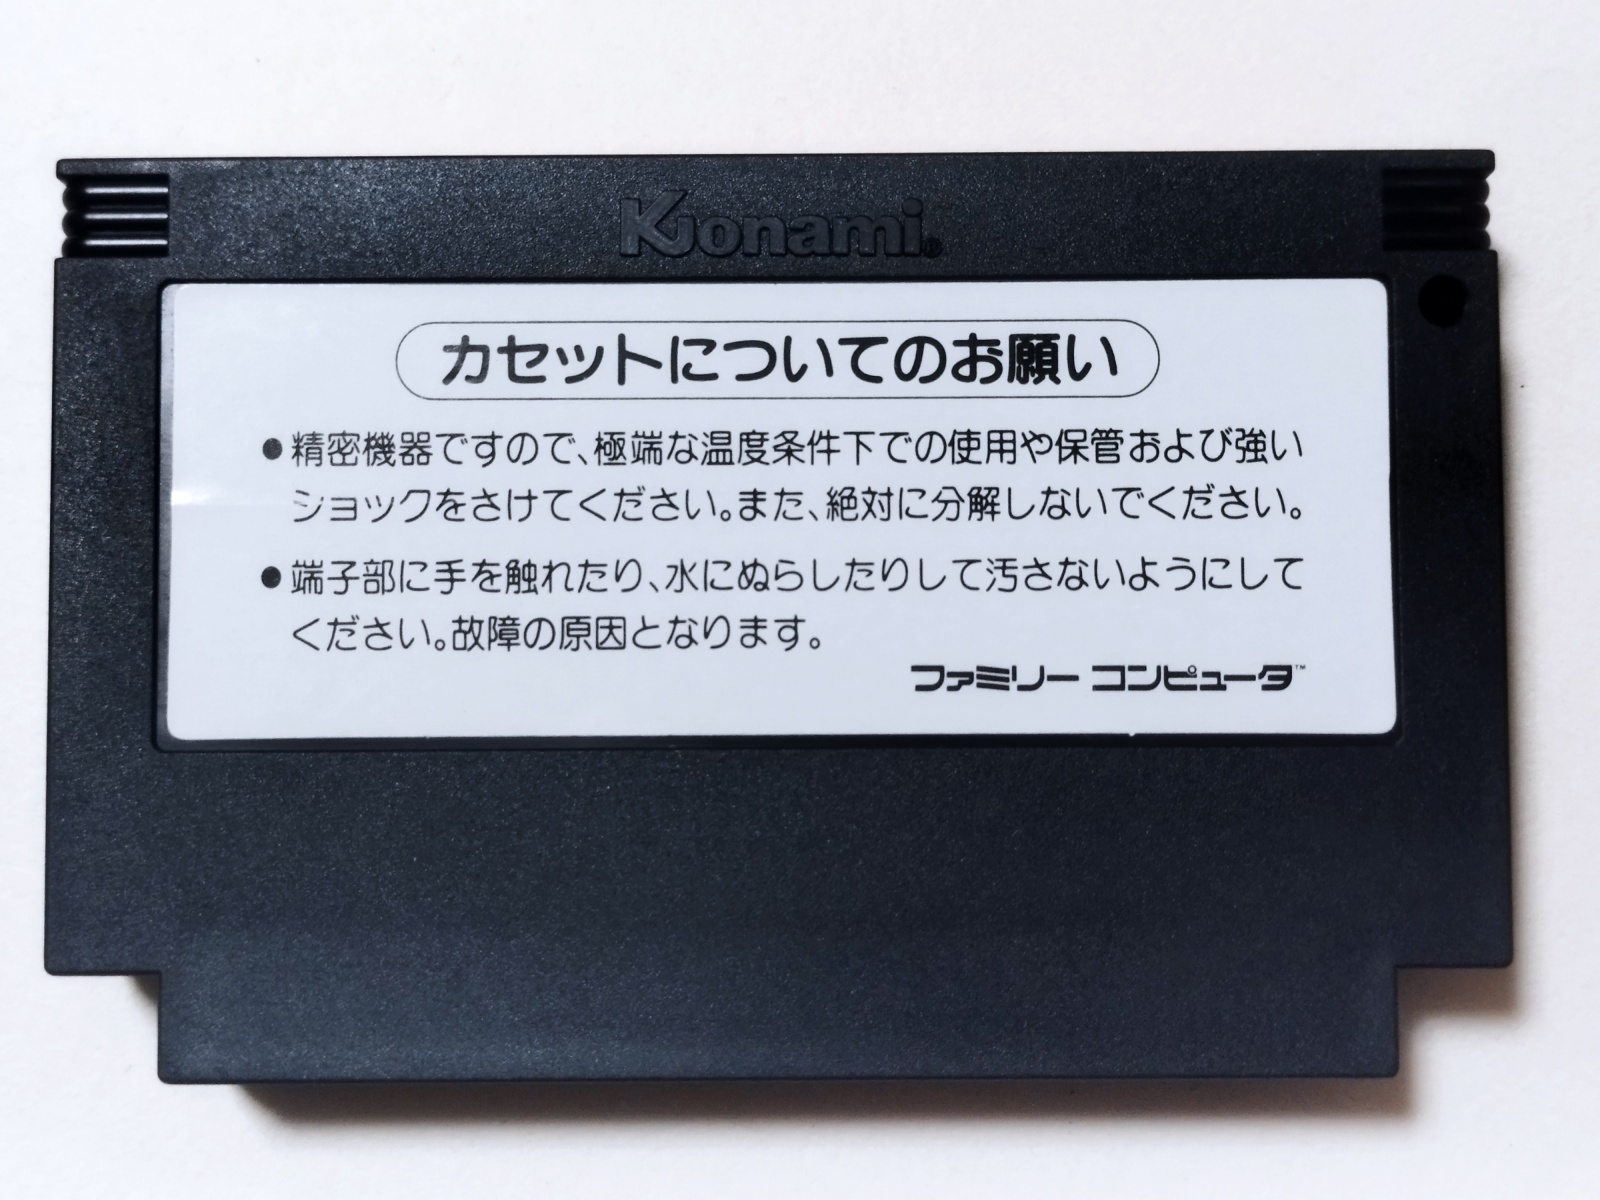 Konami®
カセットについてのお願い
●精密機器ですので、極端な温度条件下での使用や保管および強い
ショックをさけてください。また、絶対に分解しないでください。
●端子部に手を触れたり、水にぬらしたりして汚さないようにして
ください。故障の原因となります。
ファミリー コンピュータ™